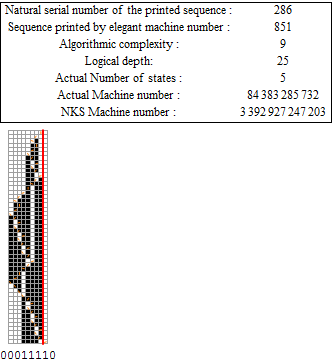 Natural serial number of the printed sequence : 286
Sequence printed by elegant machine number : 851
Algorithmic complexity : 9
Logical depth: 25
Actual Number of states : 5
Actual Machine number : 84 383 285 732
NKS Machine number : 3 392 927 247 203
00011110